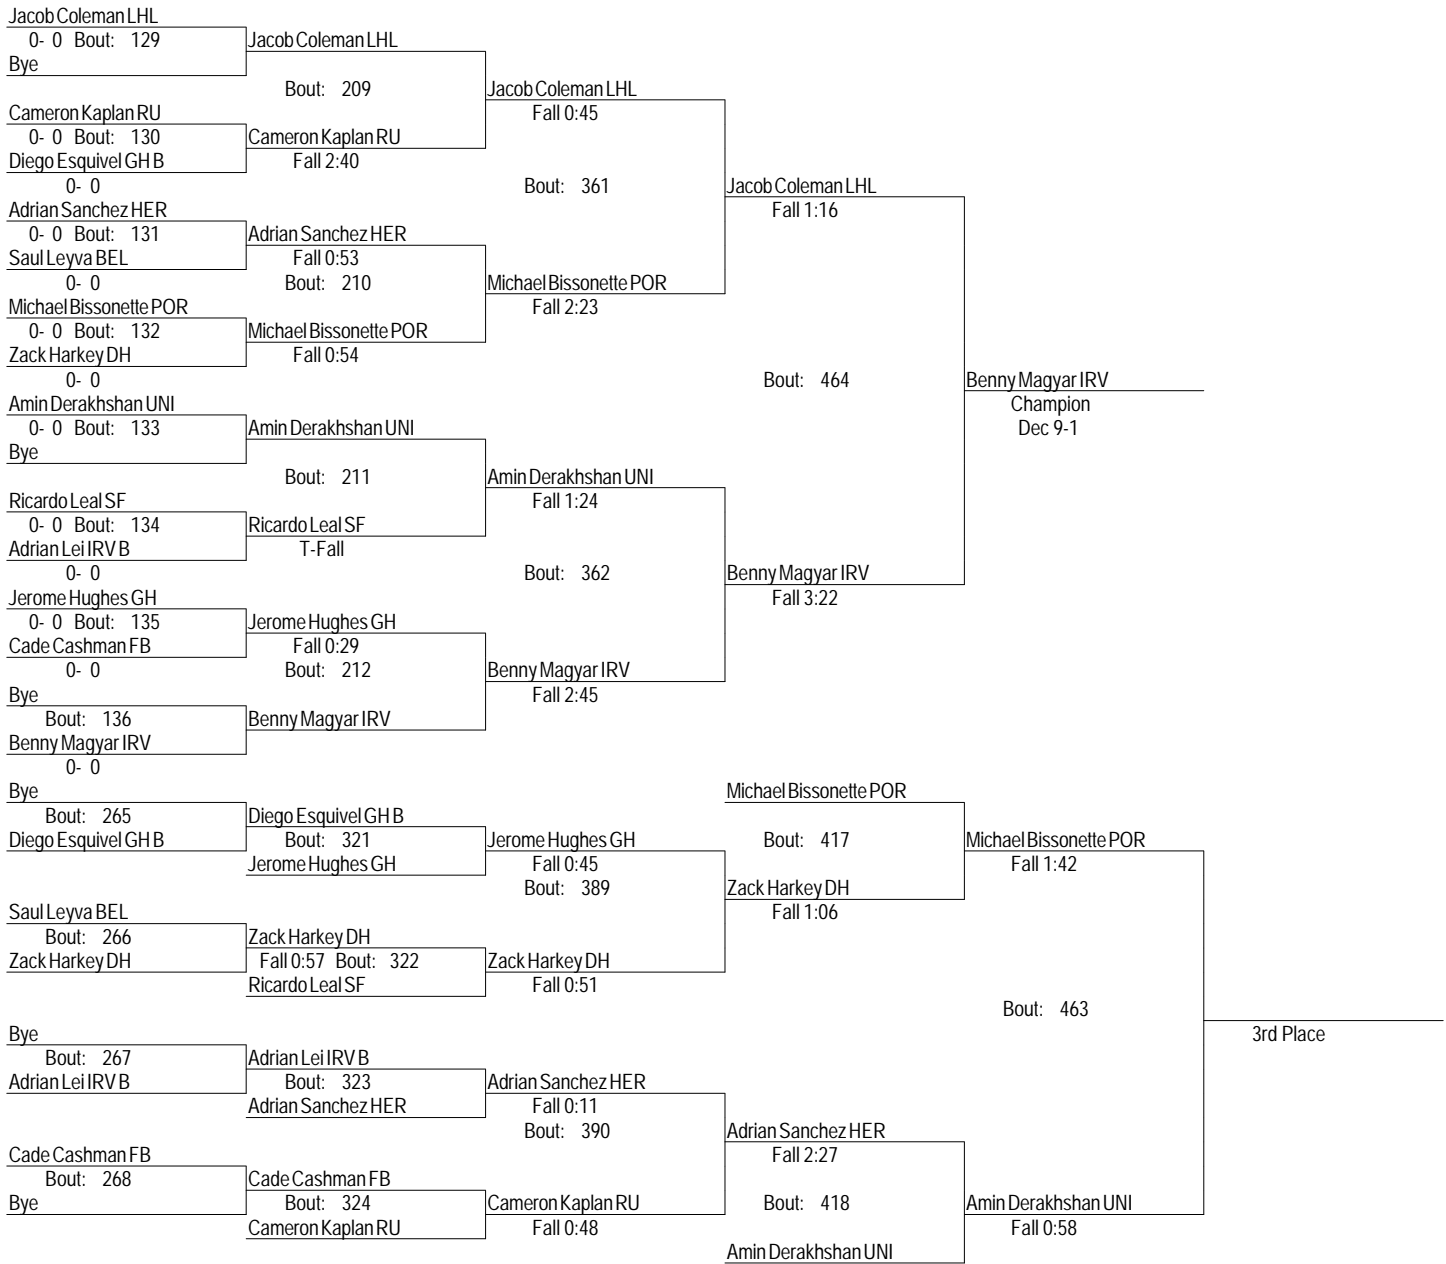 Jacob Coleman LHL
0- 0 Bout: 129 Jacob Coleman LHL
Bye
Bout: 209 Jacob Coleman LHL
Cameron Kaplan RU Fall 0:45
0- 0 Bout: 130 Cameron Kaplan RU
Diego Esquivel GH B Fall 2:40
0- 0 Bout: 361 Jacob Coleman LHL
Adrian Sanchez HER Fall 1:16
0- 0 Bout: 131 Adrian Sanchez HER
Saul Leyva BEL Fall 0:53
0- 0 Bout: 210 Michael Bissonette POR
Michael Bissonette POR Fall 2:23
0- 0 Bout: 132 Michael Bissonette POR
Zack Harkey DH Fall 0:54
0- 0 Bout: 464 Benny Magyar IRV
Amin Derakhshan UNI Champion
0- 0 Bout: 133 Amin Derakhshan UNI Dec 9-1
Bye
Bout: 211 Amin Derakhshan UNI
Ricardo Leal SF Fall 1:24
0- 0 Bout: 134 Ricardo Leal SF
Adrian Lei IRV B T-Fall
0- 0 Bout: 362 Benny Magyar IRV
Jerome Hughes GH Fall 3:22
0- 0 Bout: 135 Jerome Hughes GH
Cade Cashman FB Fall 0:29
0- 0 Bout: 212 Benny Magyar IRV
Bye Fall 2:45
Bout: 136 Benny Magyar IRV
Benny Magyar IRV
0- 0
Bye Michael Bissonette POR
Bout: 265 Diego Esquivel GH B
Diego Esquivel GH B Bout: 321 Jerome Hughes GH Bout: 417 Michael Bissonette POR
Jerome Hughes GH Fall 0:45 Fall 1:42
Bout: 389 Zack Harkey DH
Saul Leyva BEL Fall 1:06
Bout: 266 Zack Harkey DH
Zack Harkey DH Fall 0:57 Bout: 322 Zack Harkey DH
Ricardo Leal SF Fall 0:51
Bout: 463
Bye 3rd Place
Bout: 267 Adrian Lei IRV B
Adrian Lei IRV B Bout: 323 Adrian Sanchez HER
Adrian Sanchez HER Fall 0:11
Bout: 390 Adrian Sanchez HER
Cade Cashman FB Fall 2:27
Bout: 268 Cade Cashman FB
Bye Bout: 324 Cameron Kaplan RU Bout: 418 Amin Derakhshan UNI
Cameron Kaplan RU Fall 0:48 Fall 0:58
Amin Derakhshan UNI